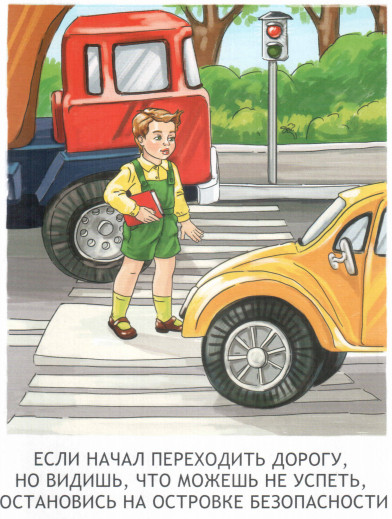 ЕСЛИ НАЧАЛ ПЕРЕХОДИТЬ ДОРОГУ,
НО ВИДИШЬ, ЧТО МОЖЕШЬ НЕ УСПЕТЬ,
ОСТАНОВИСЬ НА ОСТРОВКЕ БЕЗОПАСНОСТИ